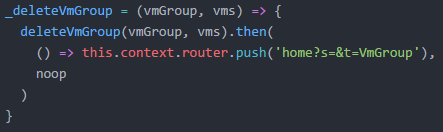 _deleteVmGroup = (vmGroup, vms) => {
deleteVmGroup(vmGroup, vms).then(
() => this.context.router.push('home?s=&t=VmGroup'),
noop
)
}